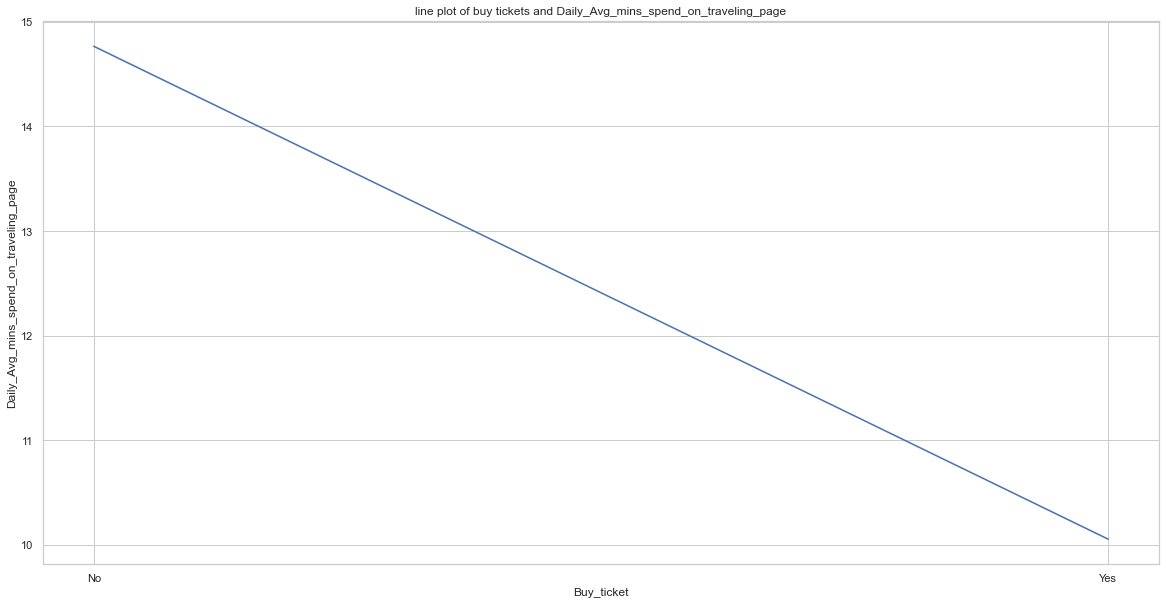 line plot of buy tickets and Daily_Avg_mins_spend_on_traveling_page
Daily_Avg_mins_spend_on_traveling_page
15
14
13
12
11
10
No Yes
Buy_ticket